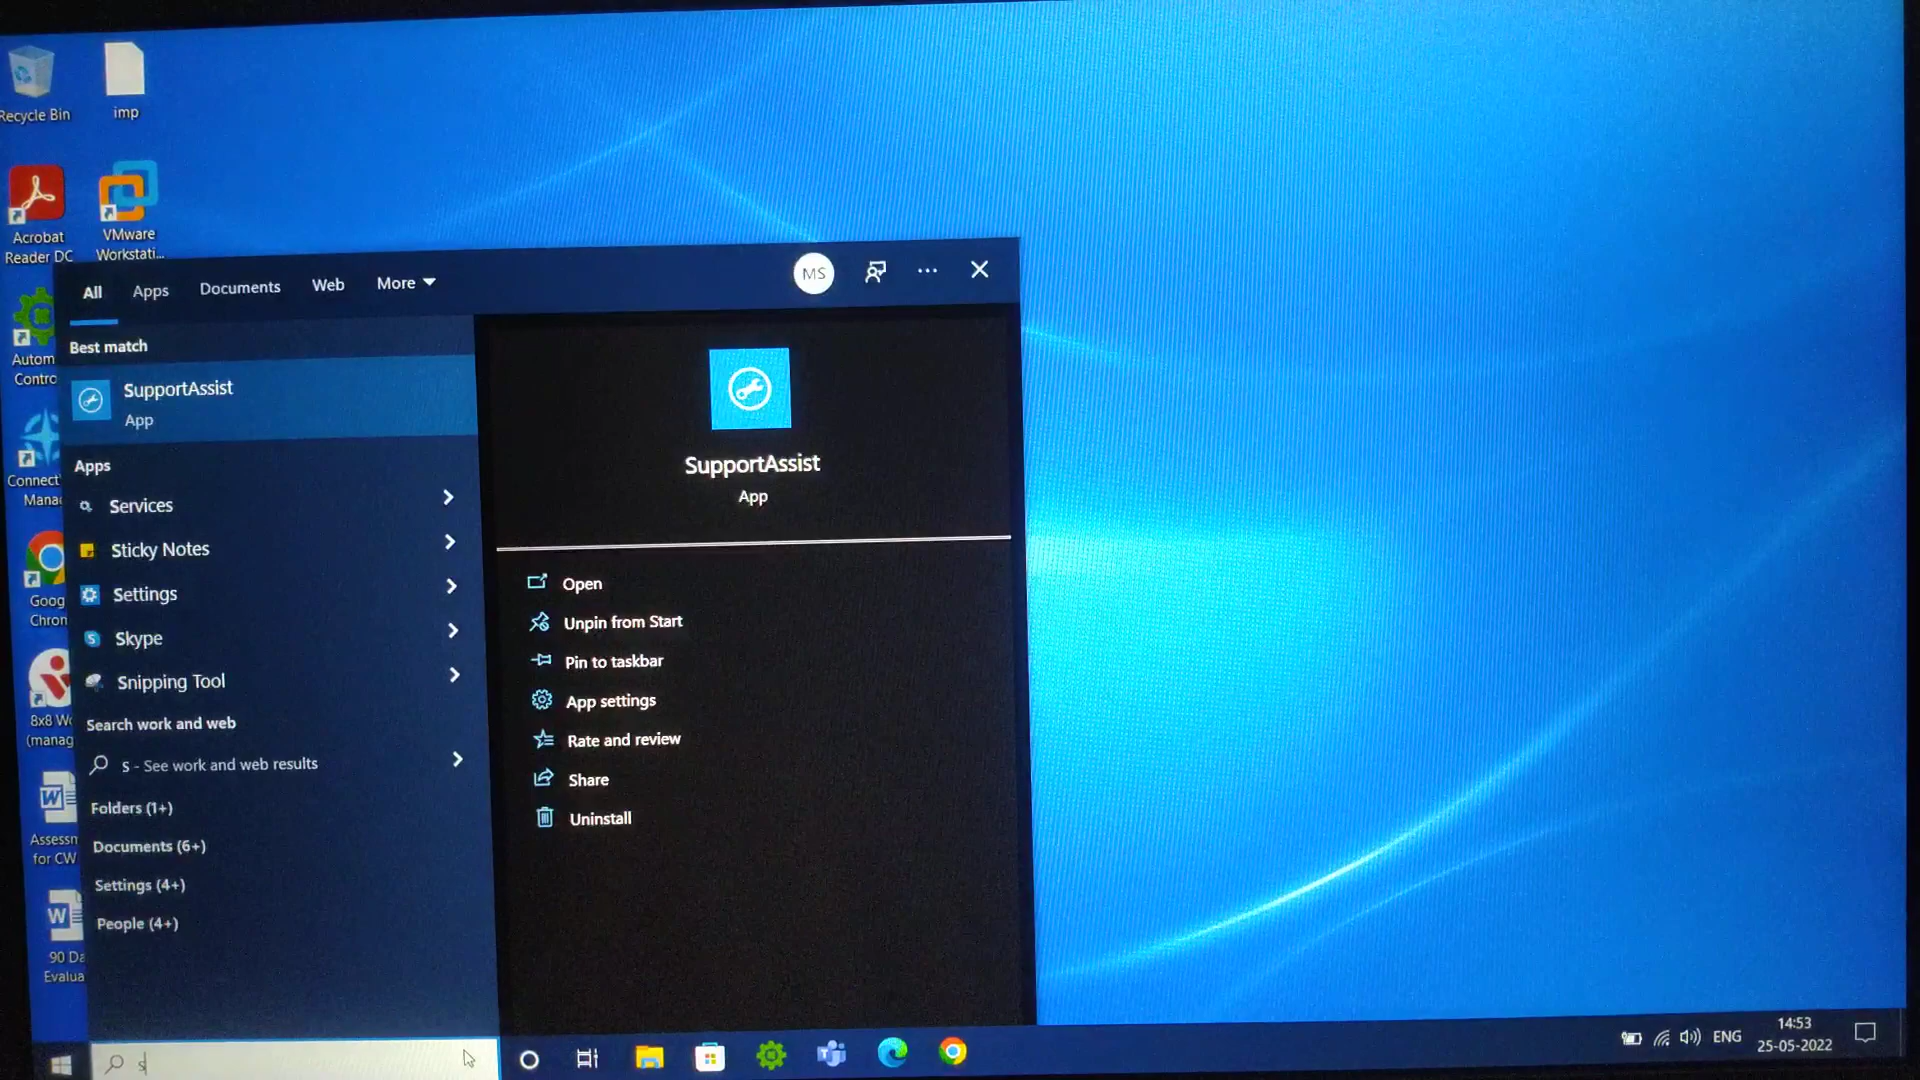 Recycle Bin
imp
Acrobat
Reader DC
VMware
Workstati...
Autom
Contro
Connect
Mana
Goog
Chrom
8x8 Wo
(manag
Assessm
for CW
90 Da
Evalua
All
Apps
Documents
Web
More
MS
Best match
SupportAssist
App
Apps
Services
Sticky Notes
Settings
Skype
Snipping Tool
Search work and web
s - See work and web results
Folders (1+)
Documents (6+)
Settings (4+)
People (4+)
s
SupportAssist
App
Open
Unpin from Start
Pin to taskbar
App settings
Rate and review
Share
Uninstall
ENG
14:53
25-05-2022